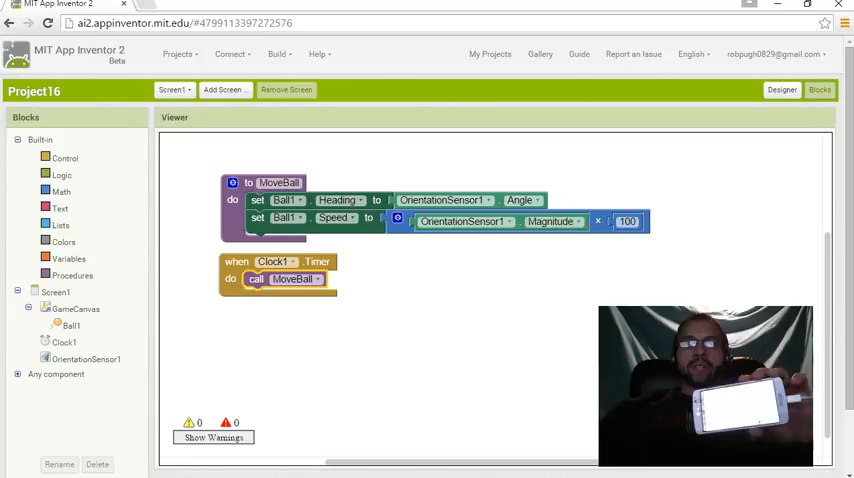 MIT App Inventor 2
ai2.appinventor.mit.edu/#4799113397272576
MIT App Inventor 2
Beta
Projects
Connect
Build
Help
My Projects
Gallery
Guide
Report an Issue
English
robpugh0829@gmail.com
Project16
Screen1
Add Screen ...
Remove Screen
Designer
Blocks
Blocks
Viewer
Built-in
Control
Logic
Math
Text
Lists
Colors
Variables
Procedures
Screen1
GameCanvas
Ball1
Clock1
OrientationSensor1
Any component
Rename
Delete
to MoveBall
do set Ball1 . Heading to OrientationSensor1 . Angle
set Ball1 . Speed to OrientationSensor1 . Magnitude × 100
when Clock1 .Timer
do call MoveBall
0 0
Show Warnings